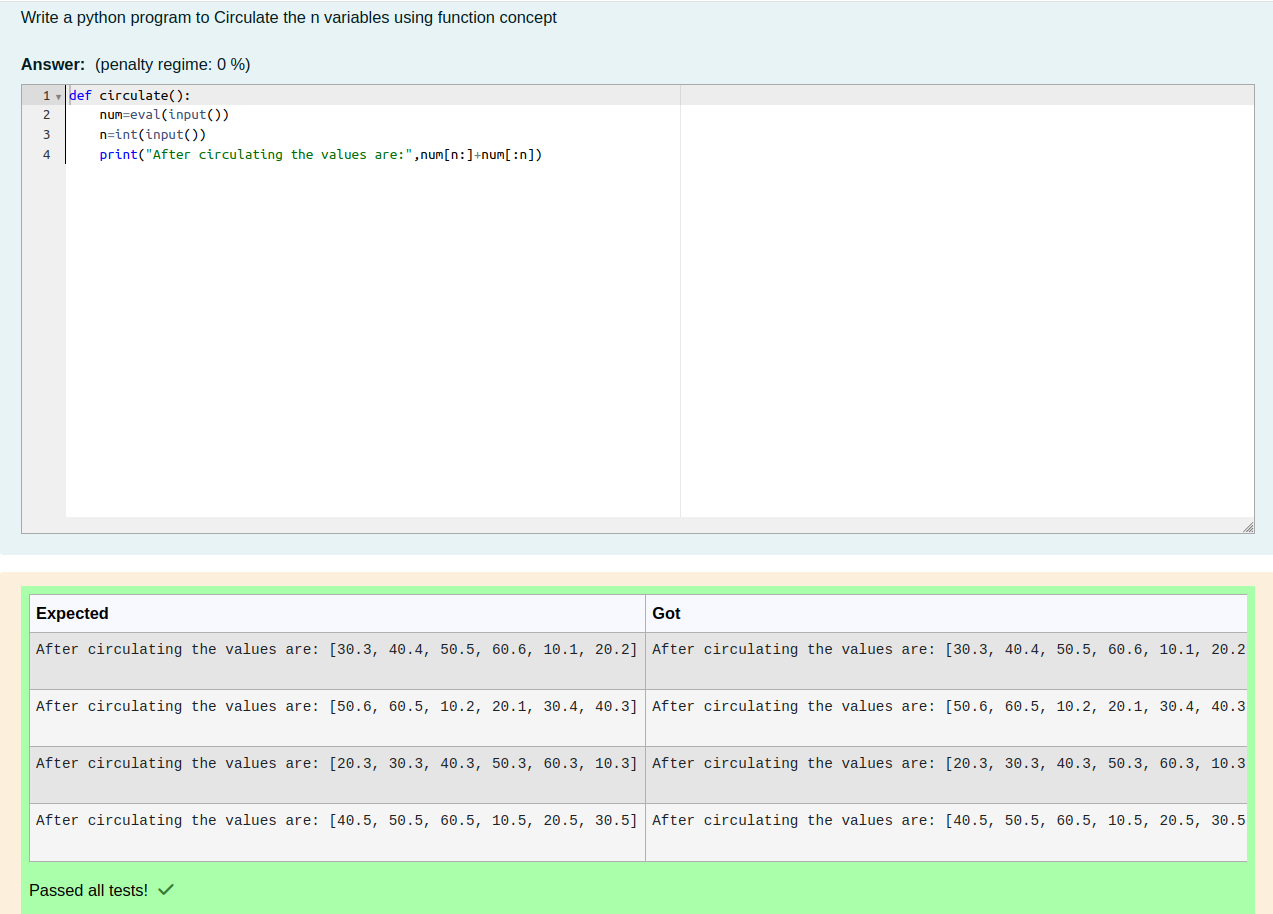 Write a python program to Circulate the n variables using function concept
Answer: (penalty regime: 0 %)
1 def circulate():
2     num=eval(input())
3     n=int(input())
4     print("After circulating the values are:",num[n:]+num[:n])
Expected Got
After circulating the values are: [30.3, 40.4, 50.5, 60.6, 10.1, 20.2] After circulating the values are: [30.3, 40.4, 50.5, 60.6, 10.1, 20.2
After circulating the values are: [50.6, 60.5, 10.2, 20.1, 30.4, 40.3] After circulating the values are: [50.6, 60.5, 10.2, 20.1, 30.4, 40.3
After circulating the values are: [20.3, 30.3, 40.3, 50.3, 60.3, 10.3] After circulating the values are: [20.3, 30.3, 40.3, 50.3, 60.3, 10.3
After circulating the values are: [40.5, 50.5, 60.5, 10.5, 20.5, 30.5] After circulating the values are: [40.5, 50.5, 60.5, 10.5, 20.5, 30.5
Passed all tests!